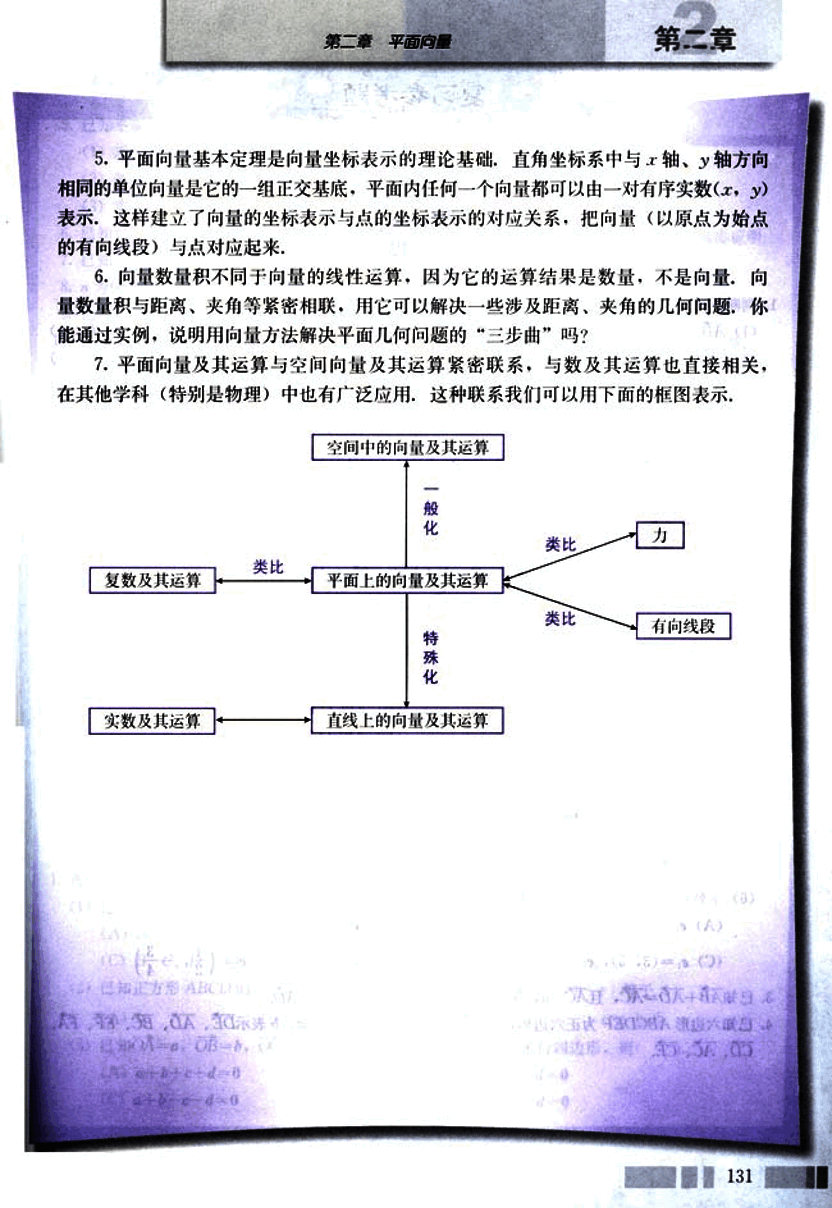 第二章 平面向量
第二章
5. 平面向量基本定理是向量坐标表示的理论基础. 直角坐标系中与 x 轴、y 轴方向
相同的单位向量是它的一组正交基底，平面内任何一个向量都可以由一对有序实数(x，y)
表示. 这样建立了向量的坐标表示与点的坐标表示的对应关系，把向量（以原点为始点
的有向线段）与点对应起来.
6. 向量数量积不同于向量的线性运算，因为它的运算结果是数量，不是向量. 向
量数量积与距离、夹角等紧密相联，用它可以解决一些涉及距离、夹角的几何问题. 你
能通过实例，说明用向量方法解决平面几何问题的“三步曲”吗？
7. 平面向量及其运算与空间向量及其运算紧密联系，与数及其运算也直接相关，
在其他学科（特别是物理）中也有广泛应用. 这种联系我们可以用下面的框图表示.
空间中的向量及其运算
一般化
类比
力
复数及其运算
类比
平面上的向量及其运算
类比
有向线段
特殊化
实数及其运算
直线上的向量及其运算
131